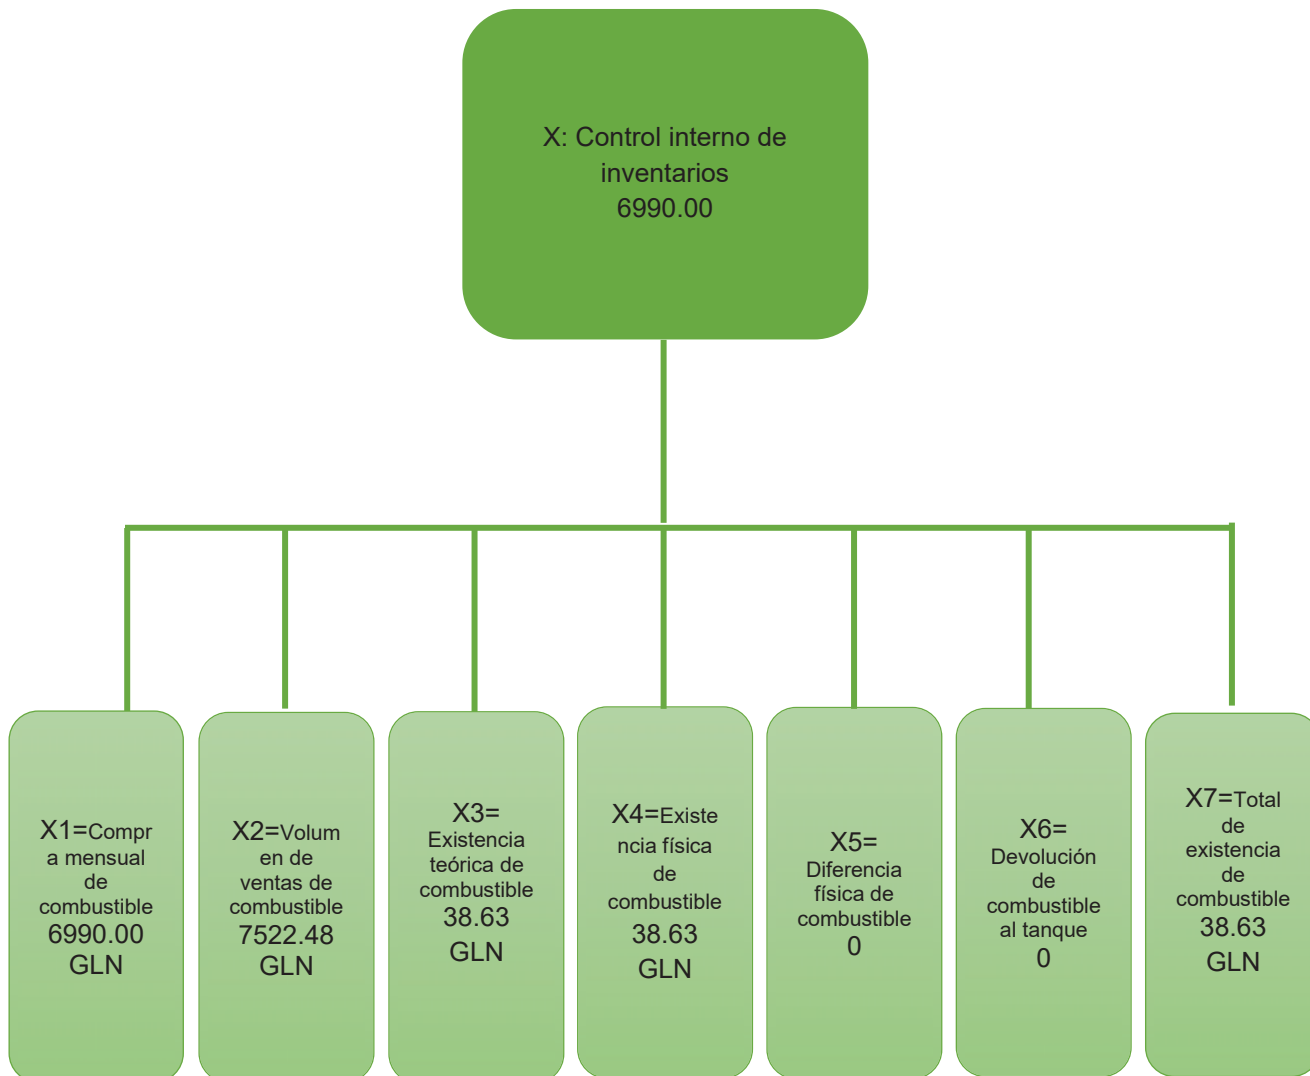 X: Control interno de
inventarios
6990.00
X1=Compr
a mensual
de
combustible
6990.00
GLN
X2=Volum
en de
ventas de
combustible
7522.48
GLN
X3=
Existencia
teórica de
combustible
38.63
GLN
X4=Existe
ncia física
de
combustible
38.63
GLN
X5=
Diferencia
física de
combustible
0
X6=
Devolución
de
combustible
al tanque
0
X7=Total
de
existencia
de
combustible
38.63
GLN